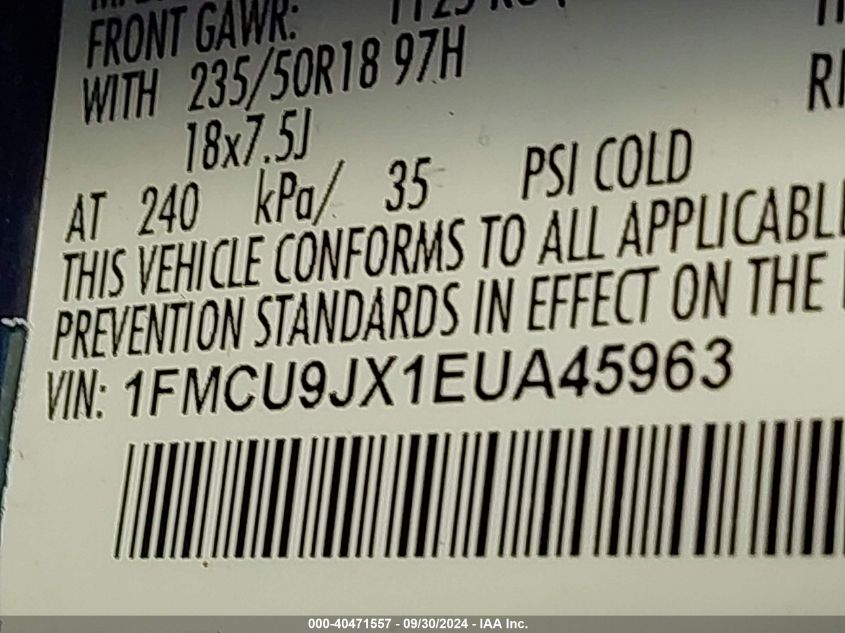 FRONT GAWR:
WITH 235/50R18 97H
18x7.5J
AT 240 kPa/ 35 PSI COLD
THIS VEHICLE CONFORMS TO ALL APPLICABL
PREVENTION STANDARDS IN EFFECT ON THE
VIN: 1FMCU9JX1EUA45963
000-40471557 - 09/30/2024 - IAA Inc.